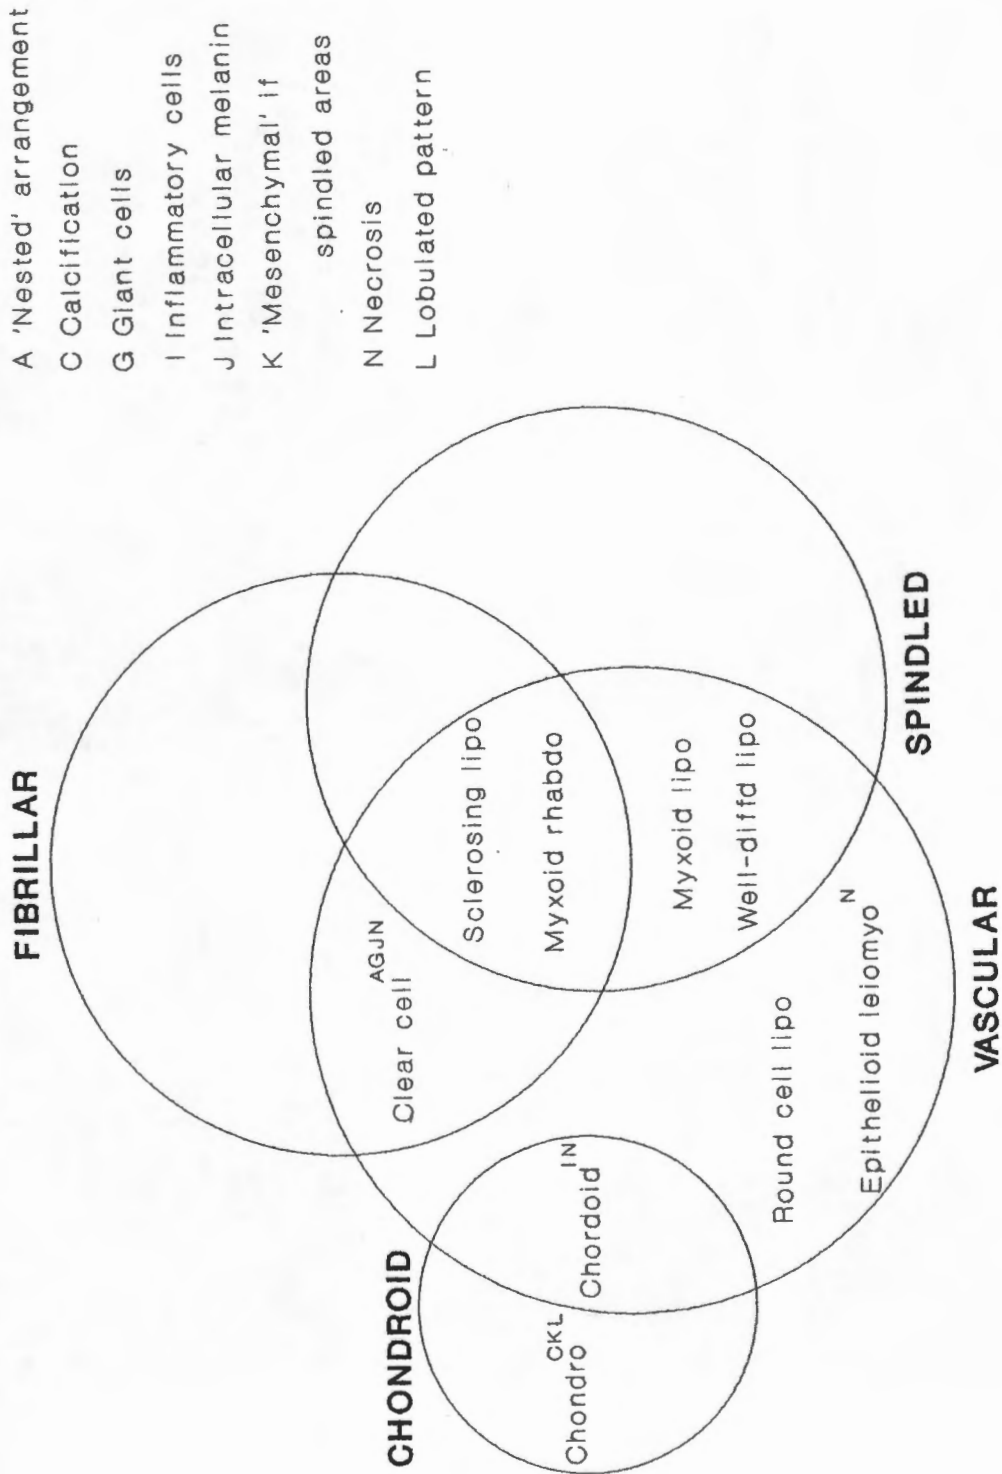 FIBRILLAR
CHONDROID
AGJN
Clear cell
Sclerosing lipo
Myxoid rhabdo
CKL
Chondro
IN
Chordoid
Myxoid lipo
Well-diffd lipo
Round cell lipo
N
Epithelioid leiomyo
SPINDLED
VASCULAR
A 'Nested' arrangement
C Calcification
G Giant cells
I Inflammatory cells
J Intracellular melanin
K 'Mesenchymal' if
spindled areas
N Necrosis
L Lobulated pattern